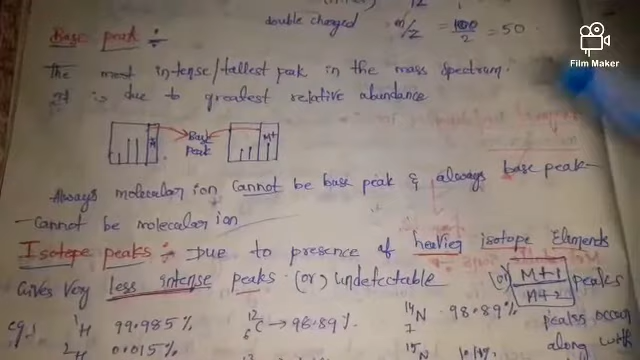 double charged m/z = 100/2 = 50
Base peak :-
The most intense/tallest peak in the mass spectrum.
It is due to greatest relative abundance
Base
Peak
M+
Film Maker
Always molecular ion cannot be base peak & always base peak
- cannot be molecular ion
Isotope peaks :- Due to presence of heavier isotope Elements
Gives very less intense peaks (or) undetectable (or) M+1 peaks
M+2
eg.) ¹H 99.985% ¹²₆C → 98.89% ¹⁴₇N - 98.89% peaks occur
²H 0.015% ¹⁵N along with